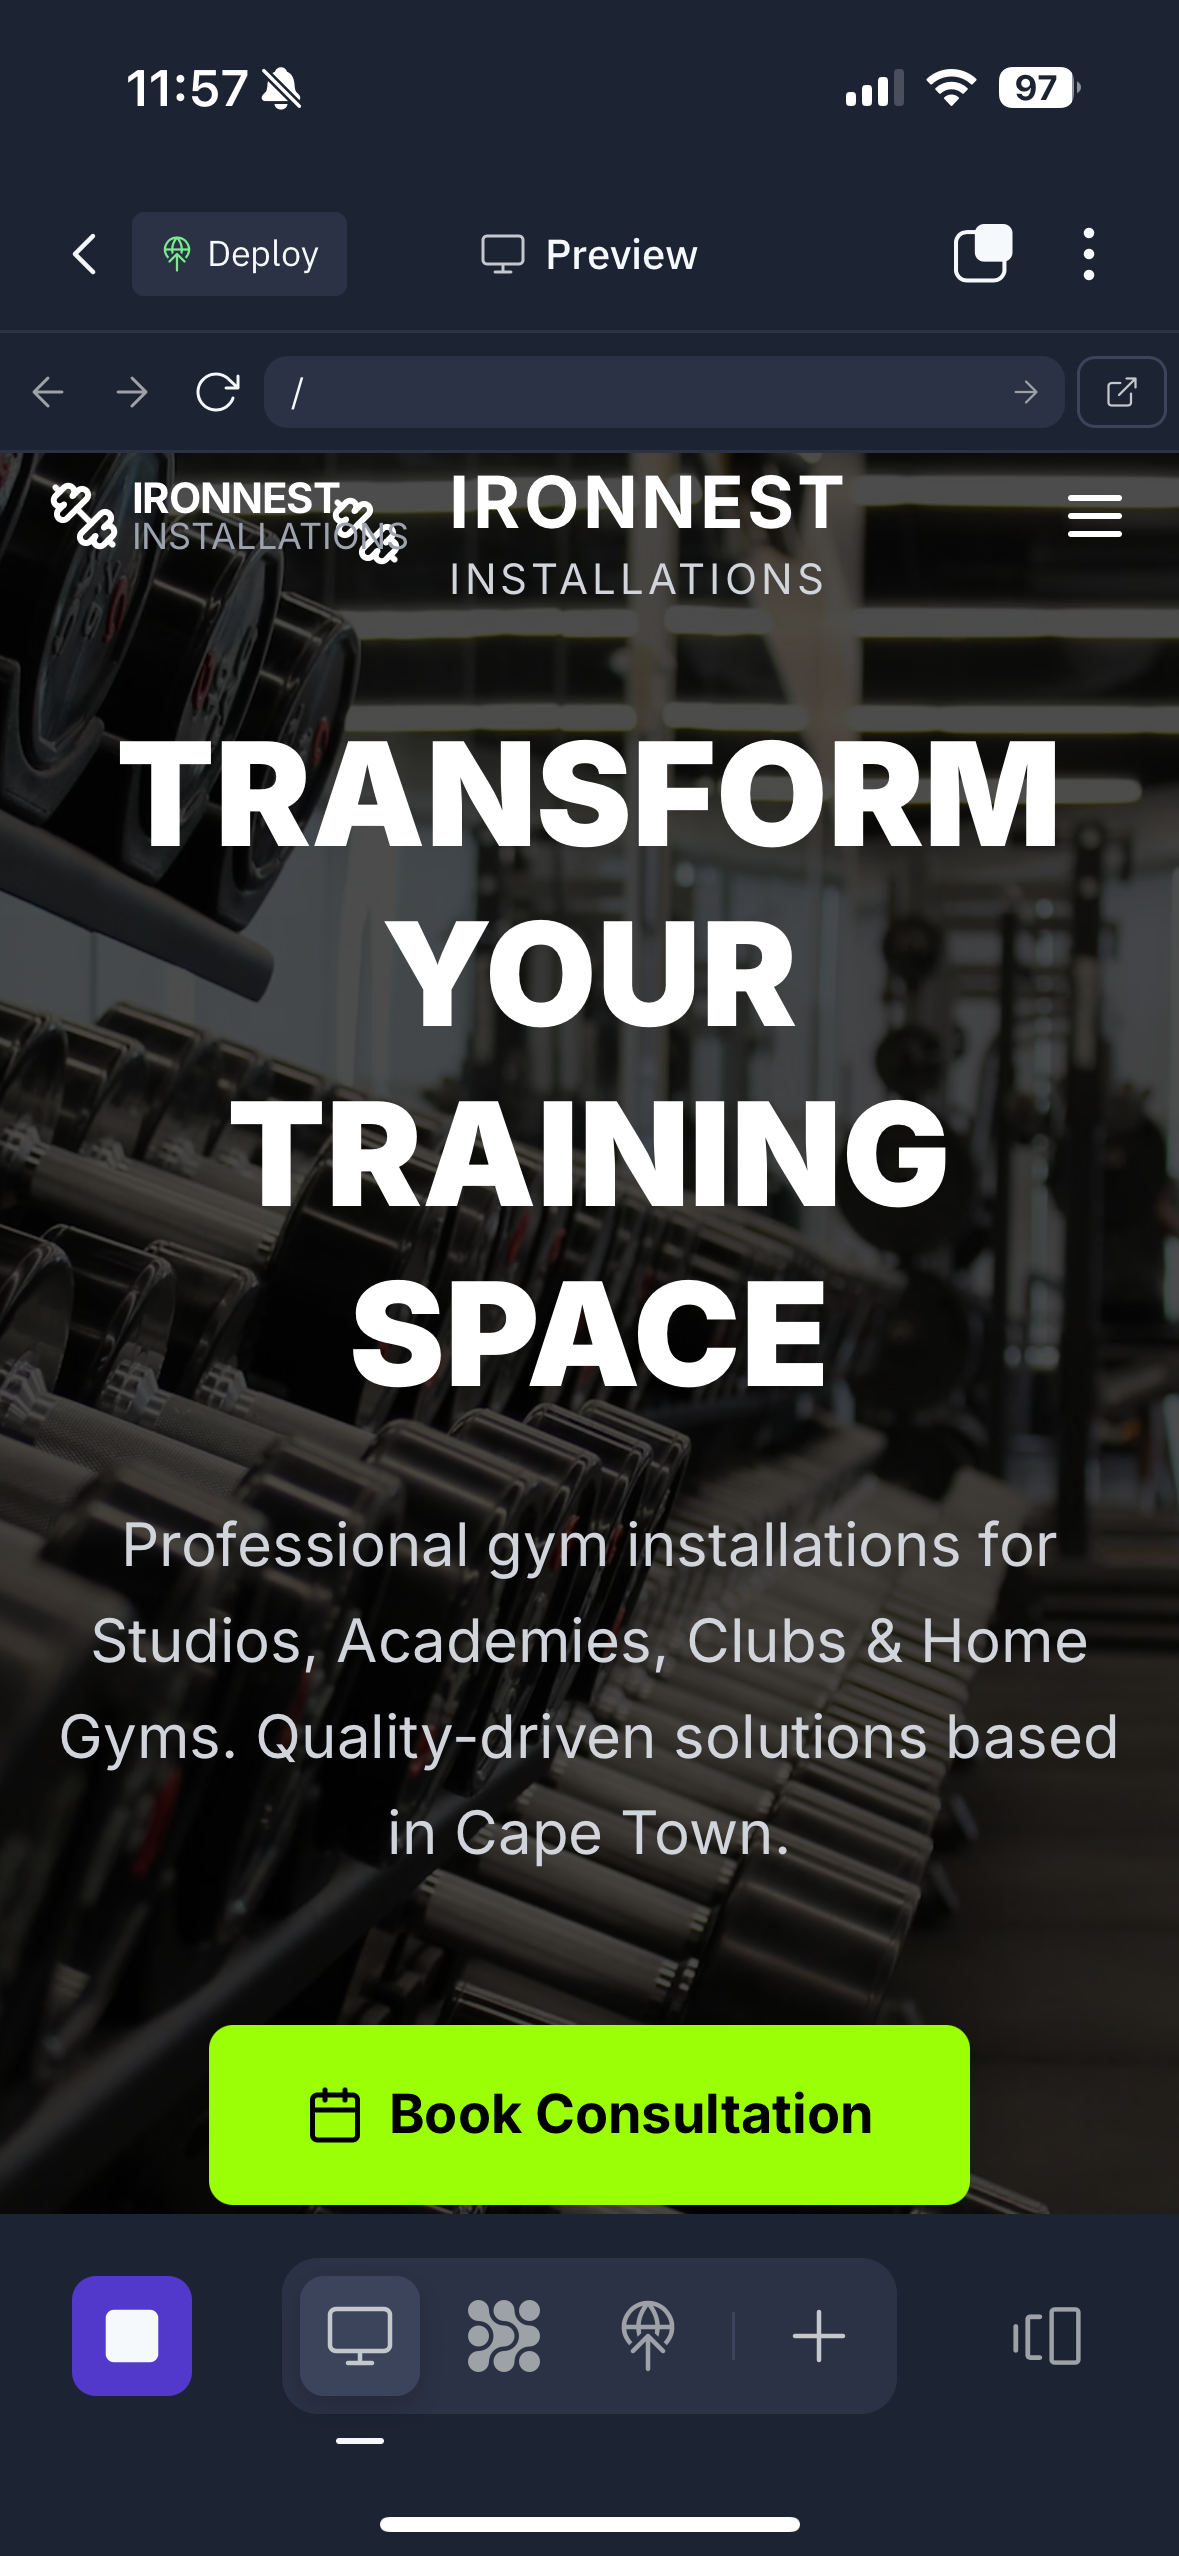 11:57
97
Deploy
Preview
/
IRONNEST
INSTALLATIONS
IRONNEST
INSTALLATIONS
TRANSFORM
YOUR
TRAINING
SPACE
Professional gym installations for
Studios, Academies, Clubs & Home
Gyms. Quality-driven solutions based
in Cape Town.
Book Consultation